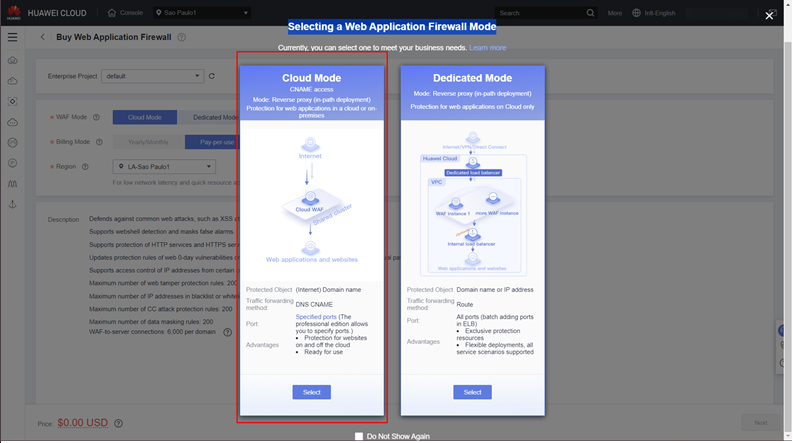 HUAWEI CLOUD
Console
Sao Paulo1
Search
More
Intl-English
Selecting a Web Application Firewall Mode
Buy Web Application Firewall
Currently, you can select one to meet your business needs. Learn more
Enterprise Project
default
WAF Mode
Cloud Mode
Dedicated Mode
Billing Mode
Yearly/Monthly
Pay-per-use
Region
LA-Sao Paulo1
For low network latency and quick resource
Description
Defends against common web attacks, such as XSS
Supports webshell detection and masks false alarms.
Supports protection of HTTP services and HTTPS
Updates protection rules of web 0-day vulnerabilities
Supports access control of IP addresses from certain
Maximum number of web tamper protection rules: 200
Maximum number of IP addresses in blacklist or
Maximum number of CC attack protection rules: 200
Maximum number of data masking rules: 200
WAF-to-server connections: 6,000 per domain
Cloud Mode
CNAME access
Mode: Reverse proxy (in-path deployment)
Protection for web applications in a cloud or on-
premises
Internet
Cloud WAF
Shared cluster
Web applications and websites
Protected Object
(Internet) Domain name
Traffic forwarding
method:
DNS CNAME
Port
Specified ports (The
professional edition allows
you to specify ports.)
Advantages
• Protection for websites
on and off the cloud
• Ready for use
Select
Dedicated Mode
Mode: Reverse proxy (in-path deployment)
Protection for web applications on Cloud only
Internet/VPN/Direct Connect
Huawei Cloud
Dedicated load balancer
VPC
WAF instance 1
more WAF instance
Internal load balancer
Web applications and websites
Protected Object
Domain name or IP address
Traffic forwarding
method:
Route
Port
All ports (batch adding ports
in ELB)
Advantages
• Exclusive protection
resources
• Flexible deployments, all
service scenarios supported
Select
Price:
$0.00 USD
Next
Do Not Show Again